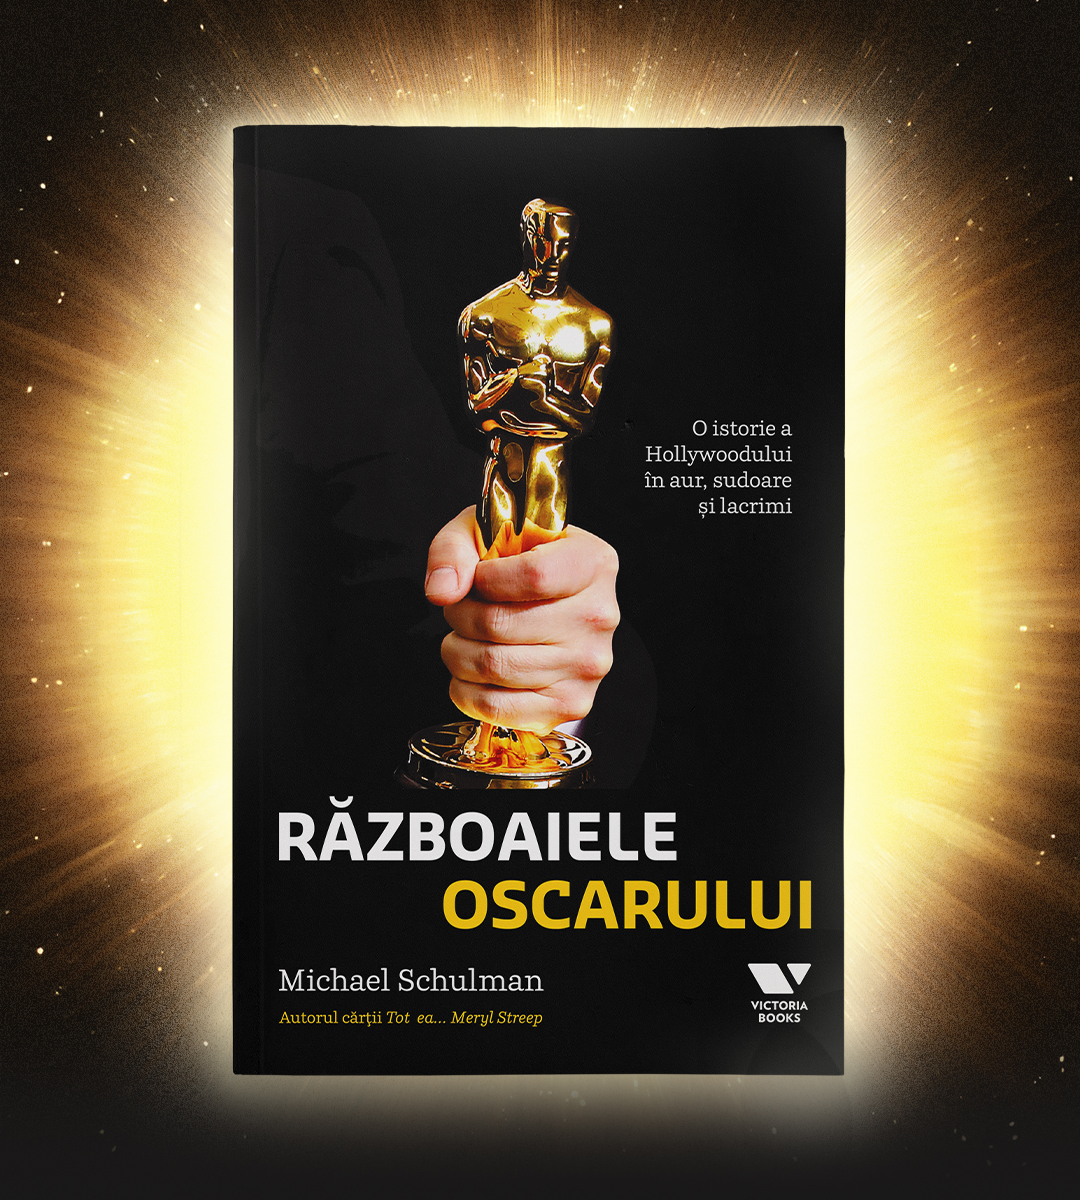 O istorie a
Hollywoodului
în aur, sudoare
și lacrimi
RĂZBOAIELE
OSCARULUI
Michael Schulman
Autorul cărții Tot ea... Meryl Streep
VICTORIA
BOOKS